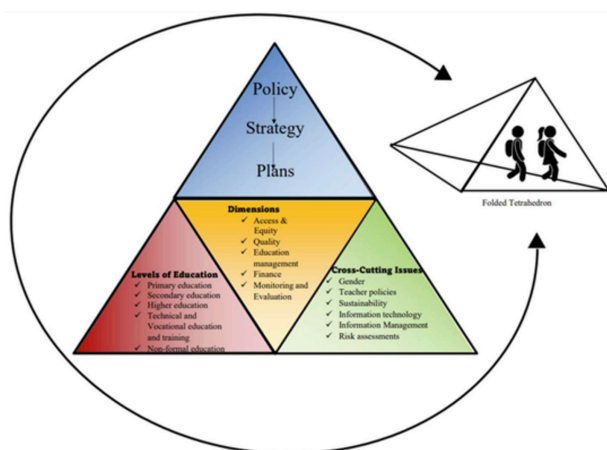 Policy
Strategy
Plans
Folded Tetrahedron
Dimensions
✓ Access &
Equity
✓ Quality
✓ Education
management
✓ Finance
✓ Monitoring and
Evaluation
Levels of Education
✓ Primary education
✓ Secondary education
✓ Higher education
✓ Technical and
Vocational education
and training
✓ Non-formal education
Cross-Cutting Issues
✓ Gender
✓ Teacher policies
✓ Sustainability
✓ Information technology
✓ Information Management
✓ Risk assessments